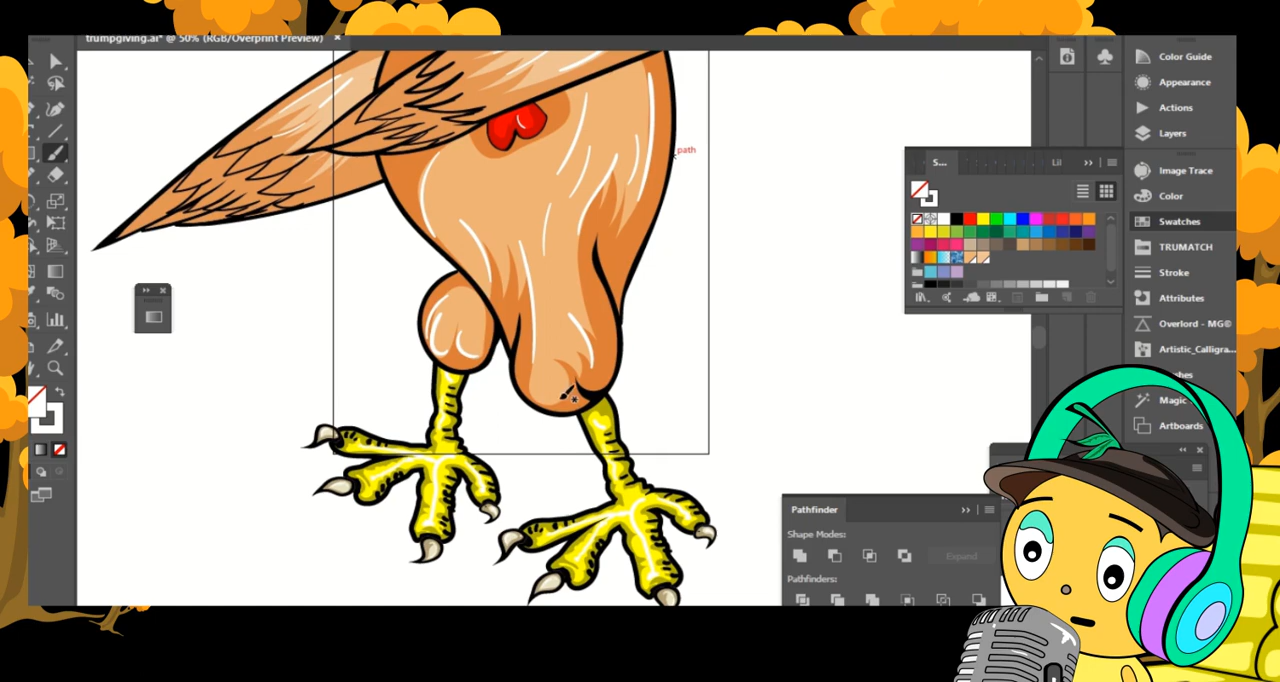 trumpgiving.ai* @ 50% (RGB/Overprint Preview)
path
S...
Color Guide
Appearance
Actions
Layers
Image Trace
Color
Swatches
TRUMATCH
Stroke
Attributes
Overlord - MG©
Artistic_Calligra...
Magic
Artboards
Pathfinder
Shape Modes:
Expand
Pathfinders: